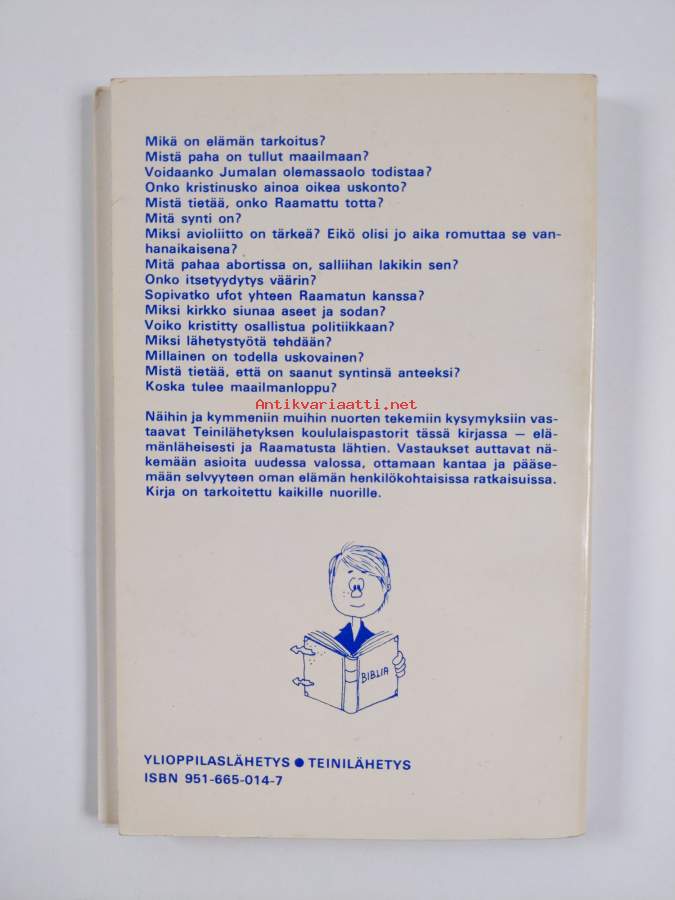 Mikä on elämän tarkoitus?
Mistä paha on tullut maailmaan?
Voidaanko Jumalan olemassaolo todistaa?
Onko kristinusko ainoa oikea uskonto?
Mistä tietää, onko Raamattu totta?
Mitä synti on?
Miksi avioliitto on tärkeä? Eikö olisi jo aika romuttaa se van-
hanaikaisena?
Mitä pahaa abortissa on, salliihan lakikin sen?
Onko itsetyydytys väärin?
Sopivatko ufot yhteen Raamatun kanssa?
Miksi kirkko siunaa aseet ja sodan?
Voiko kristitty osallistua politiikkaan?
Miksi lähetystyötä tehdään?
Millainen on todella uskovainen?
Mistä tietää, että on saanut syntinsä anteeksi?
Koska tulee maailmanloppu?
Antikvariaatti.net
Näihin ja kymmeniin muihin nuorten tekemiin kysymyksiin vas-
taavat Teinilähetyksen koululaispastorit tässä kirjassa — elä-
mänläheisesti ja Raamatusta lähtien. Vastaukset auttavat nä-
kemään asioita uudessa valossa, ottamaan kantaa ja pääse-
mään selvyyteen oman elämän henkilökohtaisissa ratkaisuissa.
Kirja on tarkoitettu kaikille nuorille.
BIBLIA
YLIOPPILASLÄHETYS ● TEINILÄHETYS
ISBN 951-665-014-7